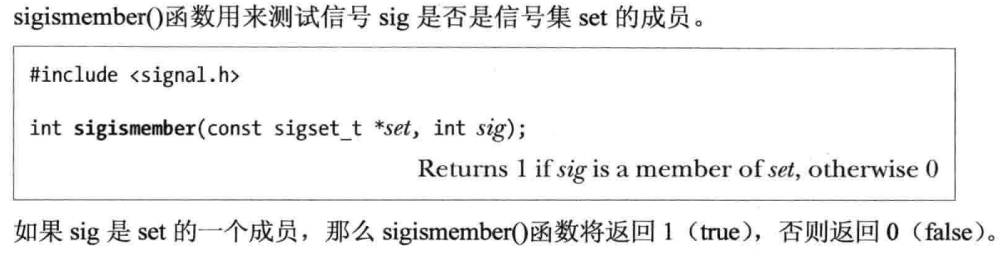 sigismember()函数用来测试信号 sig 是否是信号集 set 的成员。
#include <signal.h>
int sigismember(const sigset_t *set, int sig);
Returns 1 if sig is a member of set, otherwise 0
如果 sig 是 set 的一个成员，那么 sigismember()函数将返回 1（true），否则返回 0（false）。